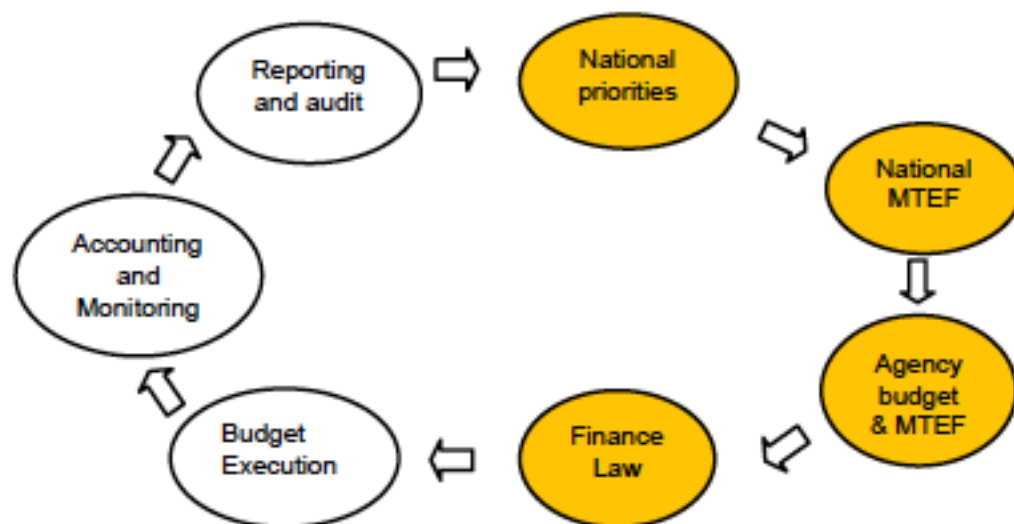 Reporting
and audit
National
priorities
National
MTEF
Agency
budget
& MTEF
Finance
Law
Budget
Execution
Accounting
and
Monitoring